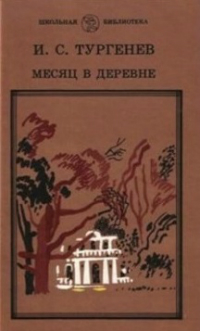 ШКОЛЬНАЯ БИБЛИОТЕКА
И. С. ТУРГЕНЕВ
МЕСЯЦ В ДЕРЕВНЕ